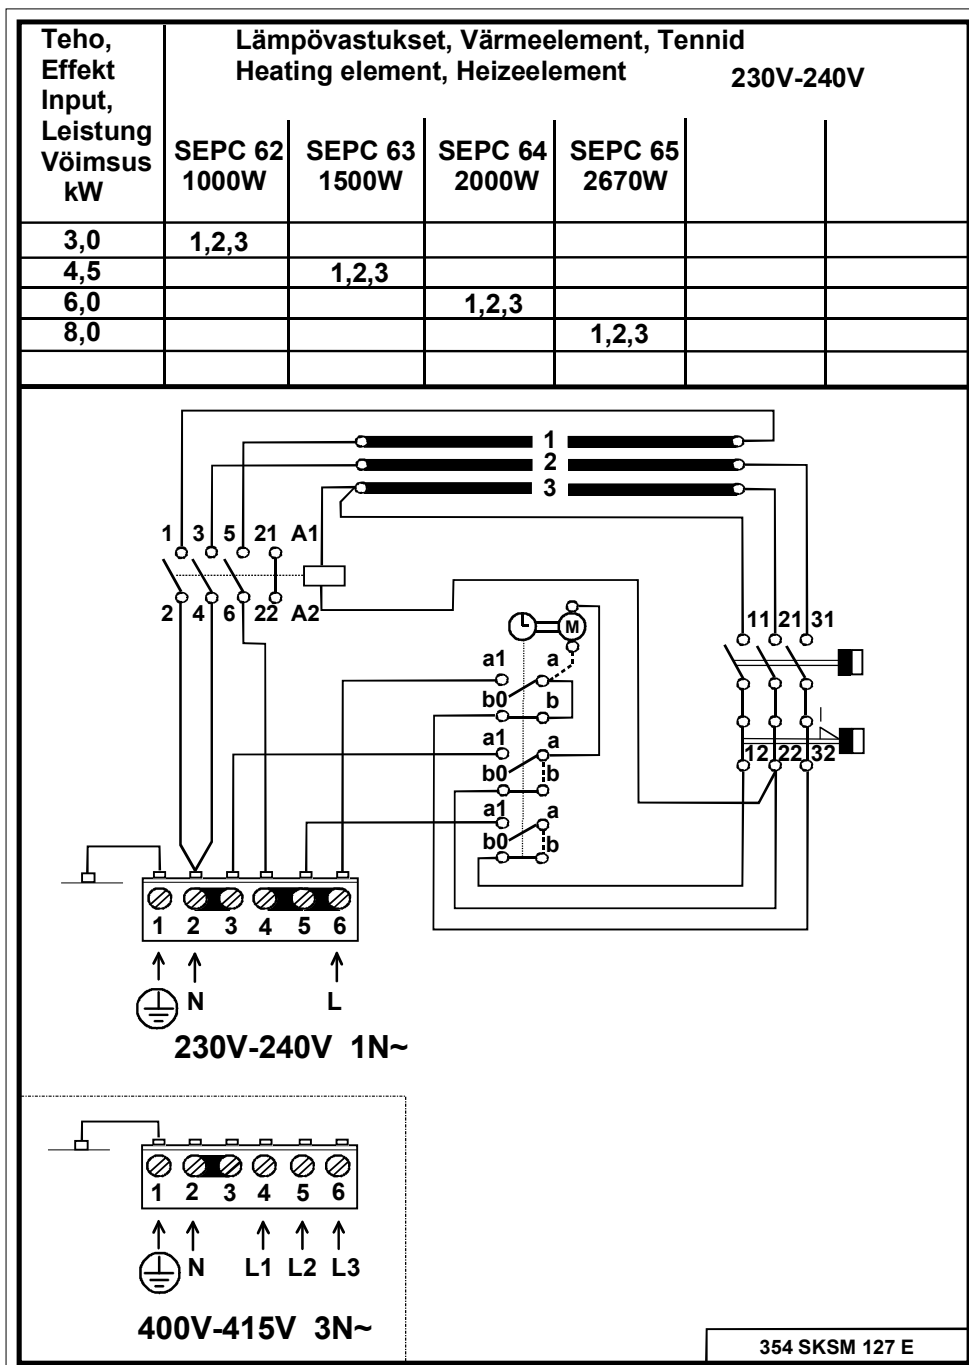 Teho,
Effekt
Input,
Leistung
Vöimsus
kW
Lämpövastukset, Värmeelement, Tennid
Heating element, Heizeelement
230V-240V
SEPC 62
1000W
SEPC 63
1500W
SEPC 64
2000W
SEPC 65
2670W
3,0 1,2,3
4,5 1,2,3
6,0 1,2,3
8,0 1,2,3
1
2
3
1 3 5 21 A1
2 4 6 22 A2
M
a1 a
b0 b
a1 a
b0 b
a1 a
b0 b
11 21 31
12 22 32
1 2 3 4 5 6
N L
230V-240V 1N~
1 2 3 4 5 6
N L1 L2 L3
400V-415V 3N~
354 SKSM 127 E